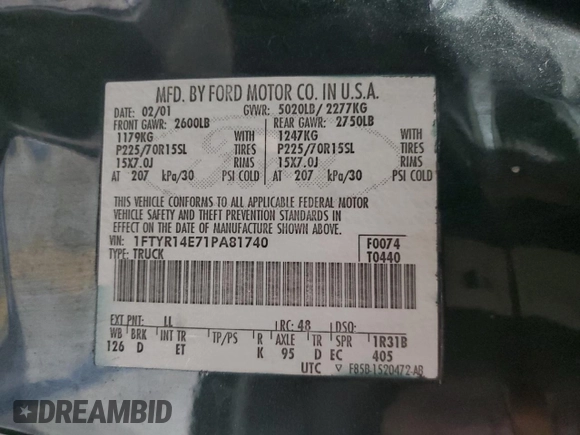 MFD. BY FORD MOTOR CO. IN U.S.A.
DATE: 02/01 GVWR: 5020LB/ 2277KG
FRONT GAWR: 2600LB REAR GAWR: 2750LB
1179KG WITH 1247KG WITH
P225/70R15SL TIRES P225/70R15SL TIRES
15X7.0J RIMS 15X7.0J RIMS
AT 207 kPa/30 PSI COLD AT 207 kPa/30 PSI COLD
THIS VEHICLE CONFORMS TO ALL APPLICABLE FEDERAL MOTOR
VEHICLE SAFETY AND THEFT PREVENTION STANDARDS IN
EFFECT ON THE DATE OF MANUFACTURE SHOWN ABOVE.
VIN: 1FTYR14E71PA81740 F0074
TYPE: TRUCK T0440
EXT PNT: LL RC: 48 DSO:
WB BRK INT TR TP/PS R AXLE TR SPR 1R31B
126 D ET K 95 D EC 405
UTC ▽ F85B-1520472-AB
DREAMBID